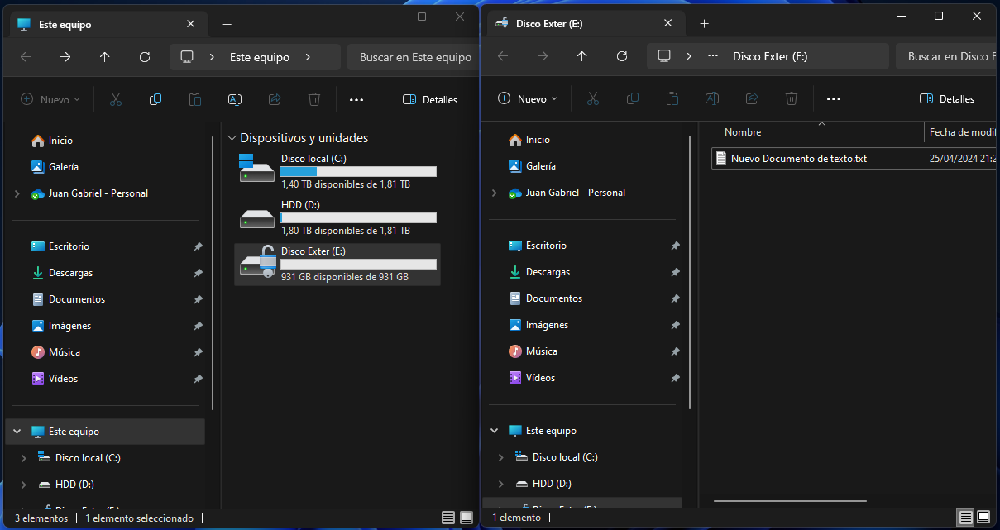 Este equipo
Este equipo
Buscar en Este equipo
Nuevo
Detalles
Inicio
Galería
Juan Gabriel - Personal
Escritorio
Descargas
Documentos
Imágenes
Música
Vídeos
Este equipo
Disco local (C:)
HDD (D:)
Dispositivos y unidades
Disco local (C:)
1,40 TB disponibles de 1,81 TB
HDD (D:)
1,80 TB disponibles de 1,81 TB
Disco Exter (E:)
931 GB disponibles de 931 GB
3 elementos
1 elemento seleccionado
Disco Exter (E:)
Disco Exter (E:)
Buscar en Disco E
Nuevo
Detalles
Inicio
Galería
Juan Gabriel - Personal
Escritorio
Descargas
Documentos
Imágenes
Música
Vídeos
Este equipo
Disco local (C:)
HDD (D:)
Nombre
Fecha de modif
Nuevo Documento de texto.txt
25/04/2024 21:2
1 elemento